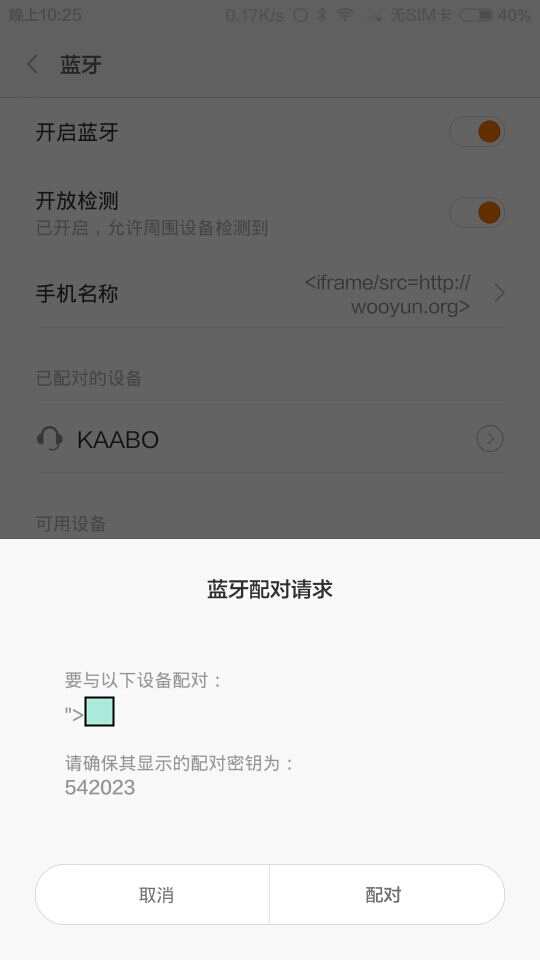 晚上10:25
0.17K/s 无SIM卡 40%
蓝牙
开启蓝牙
开放检测
已开启，允许周围设备检测到
手机名称
<iframe/src=http://
wooyun.org>
已配对的设备
KAABO
可用设备
蓝牙配对请求
要与以下设备配对：
">
请确保其显示的配对密钥为：
542023
取消
配对